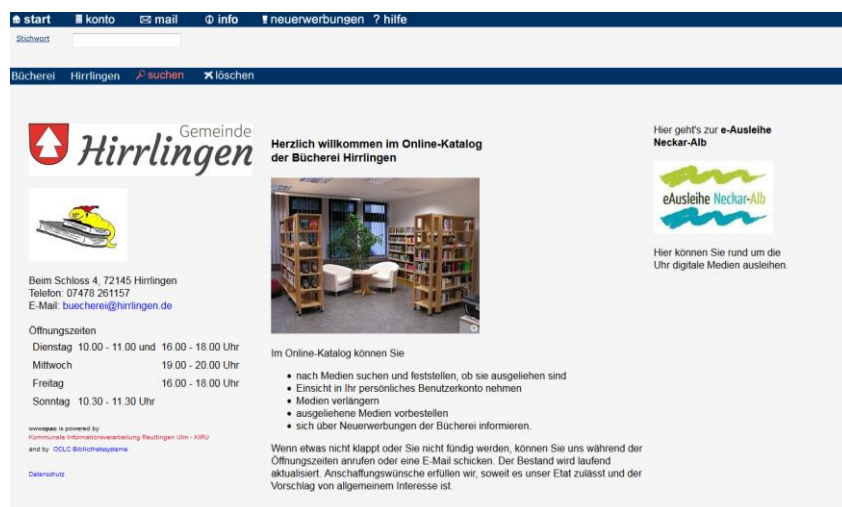 start konto mail info neuerwerbungen ? hilfe
Stichwort
Bücherei Hirrlingen suchen löschen
Gemeinde
Hirrlingen
Beim Schloss 4, 72145 Hirrlingen
Telefon: 07478 261157
E-Mail: buecherei@hirrlingen.de
Öffnungszeiten
Dienstag 10.00 - 11.00 und 16.00 - 18.00 Uhr
Mittwoch 19.00 - 20.00 Uhr
Freitag 16.00 - 18.00 Uhr
Sonntag 10.30 - 11.30 Uhr
wwwopac is powered by
Kommunale Informationsverarbeitung Reutlingen Ulm - KIRU
and by OCLC Bibliothekssysteme
Datenschutz
Herzlich willkommen im Online-Katalog
der Bücherei Hirrlingen
Im Online-Katalog können Sie
• nach Medien suchen und feststellen, ob sie ausgeliehen sind
• Einsicht in Ihr persönliches Benutzerkonto nehmen
• Medien verlängern
• ausgeliehene Medien vorbestellen
• sich über Neuerwerbungen der Bücherei informieren.
Wenn etwas nicht klappt oder Sie nicht fündig werden, können Sie uns während der
Öffnungszeiten anrufen oder eine E-Mail schicken. Der Bestand wird laufend
aktualisiert. Anschaffungswünsche erfüllen wir, soweit es unser Etat zulässt und der
Vorschlag von allgemeinem Interesse ist.
Hier geht's zur e-Ausleihe
Neckar-Alb
eAusleihe Neckar-Alb
Hier können Sie rund um die
Uhr digitale Medien ausleihen.